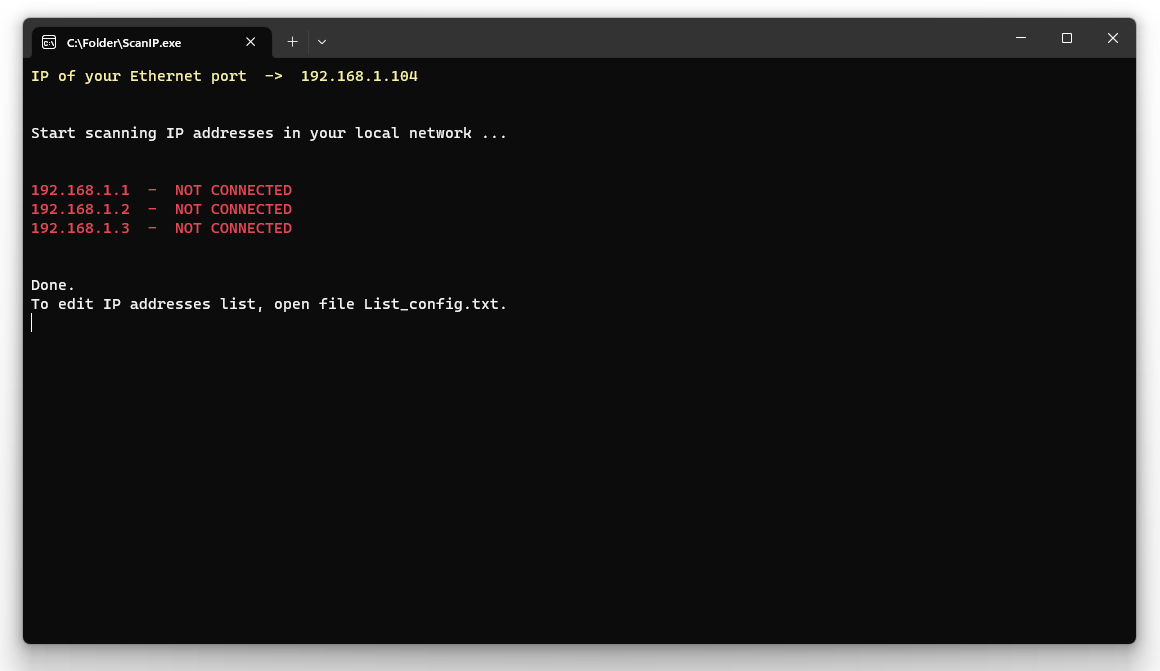 C:\Folder\ScanIP.exe
IP of your Ethernet port  ->  192.168.1.104
Start scanning IP addresses in your local network ...
192.168.1.1  -  NOT CONNECTED
192.168.1.2  -  NOT CONNECTED
192.168.1.3  -  NOT CONNECTED
Done.
To edit IP addresses list, open file List_config.txt.